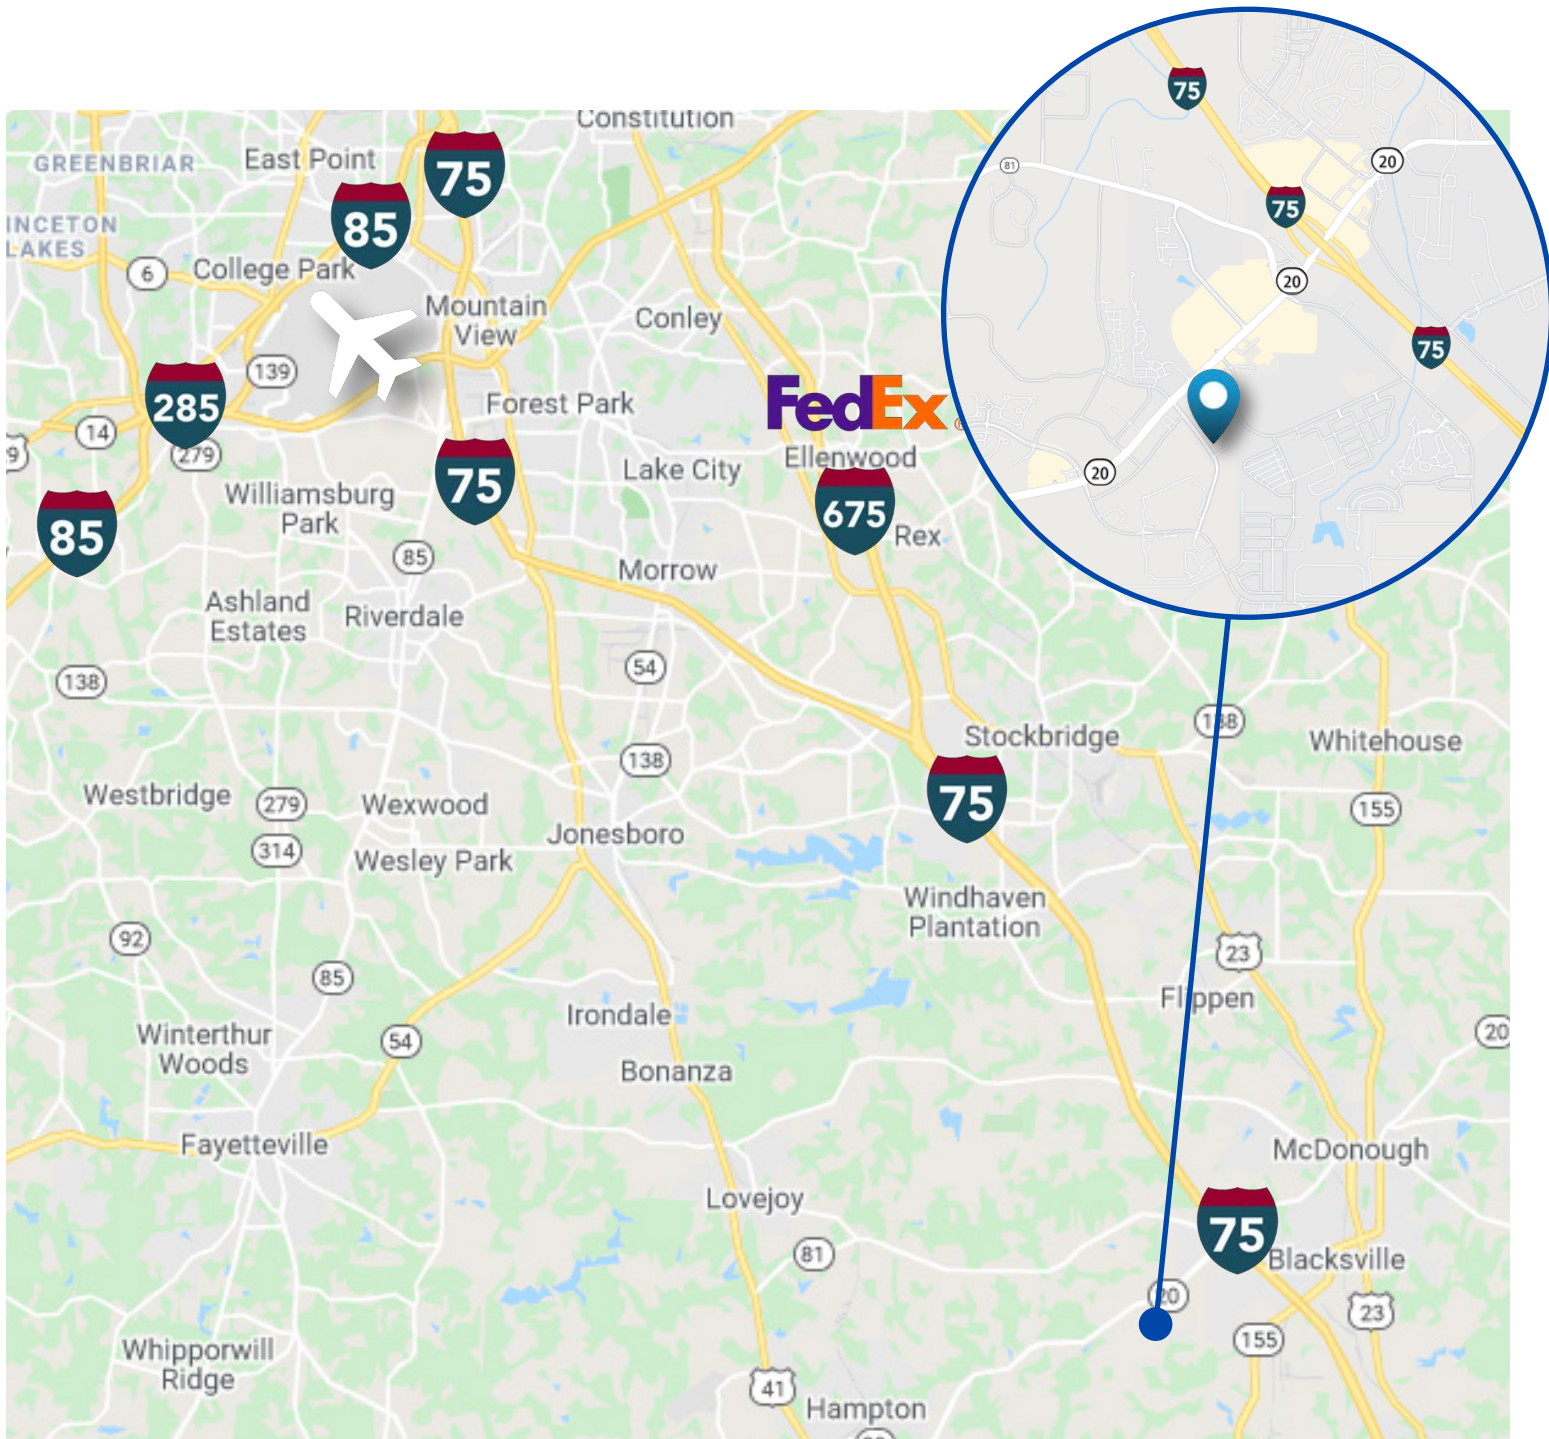 75
20
81
75
20
75
20
Constitution
GREENBRIAR
East Point
75
85
INCETON
LAKES
6
College Park
Mountain
View
Conley
139
285
14
279
9
FedEx
Forest Park
Ellenwood
Lake City
75
Williamsburg
Park
85
675
Rex
85
Morrow
Ashland
Estates
Riverdale
54
138
138
Stockbridge
Whitehouse
138
75
Westbridge
279
Wexwood
155
Jonesboro
314
Wesley Park
Windhaven
Plantation
92
23
85
Flippen
Irondale
Winterthur
Woods
54
20
Bonanza
Fayetteville
McDonough
Lovejoy
75
81
Blacksville
20
23
155
Whipporwill
Ridge
41
Hampton